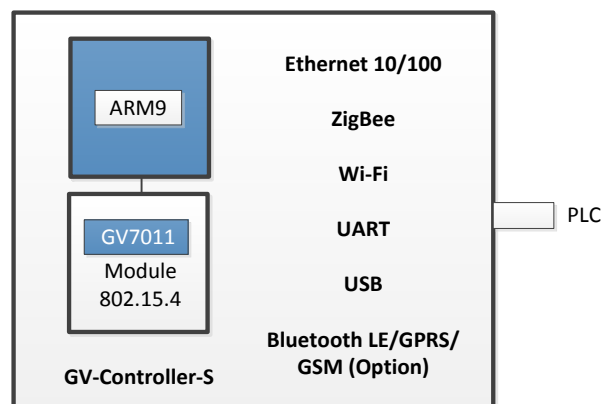 ARM9
GV7011
Module
802.15.4
GV-Controller-S
Ethernet 10/100
ZigBee
Wi-Fi
UART
USB
Bluetooth LE/GPRS/
GSM (Option)
PLC